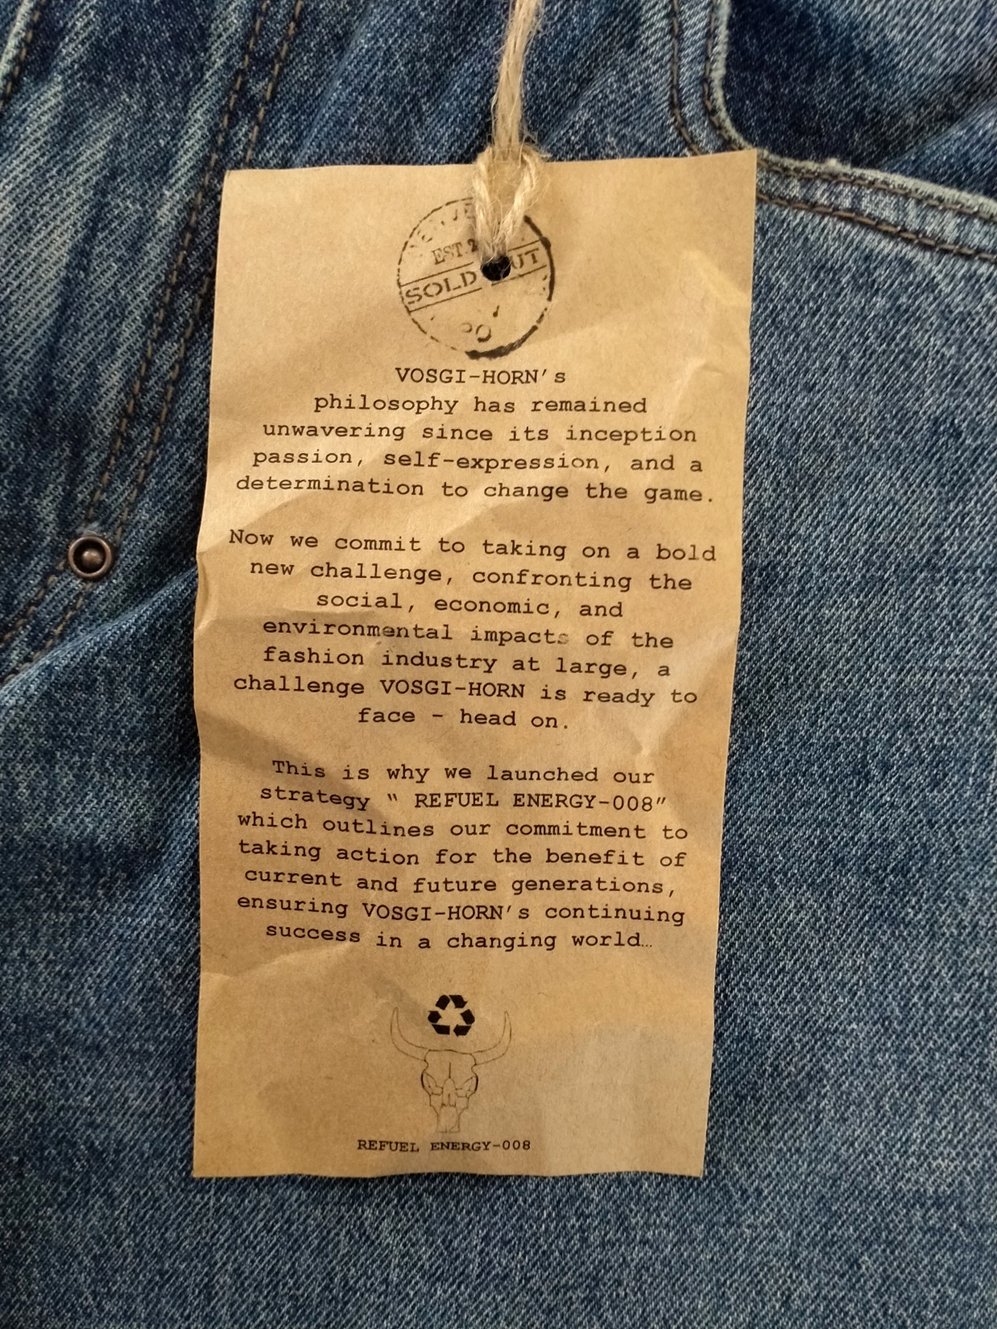 EST.
SOLD OUT
VOSGI-HORN's
philosophy has remained
unwavering since its inception
passion, self-expression, and a
determination to change the game.
Now we commit to taking on a bold
new challenge, confronting the
social, economic, and
environmental impacts of the
fashion industry at large, a
challenge VOSGI-HORN is ready to
face - head on.
This is why we launched our
strategy “ REFUEL ENERGY-008”
which outlines our commitment to
taking action for the benefit of
current and future generations,
ensuring VOSGI-HORN's continuing
success in a changing world…
REFUEL ENERGY-008